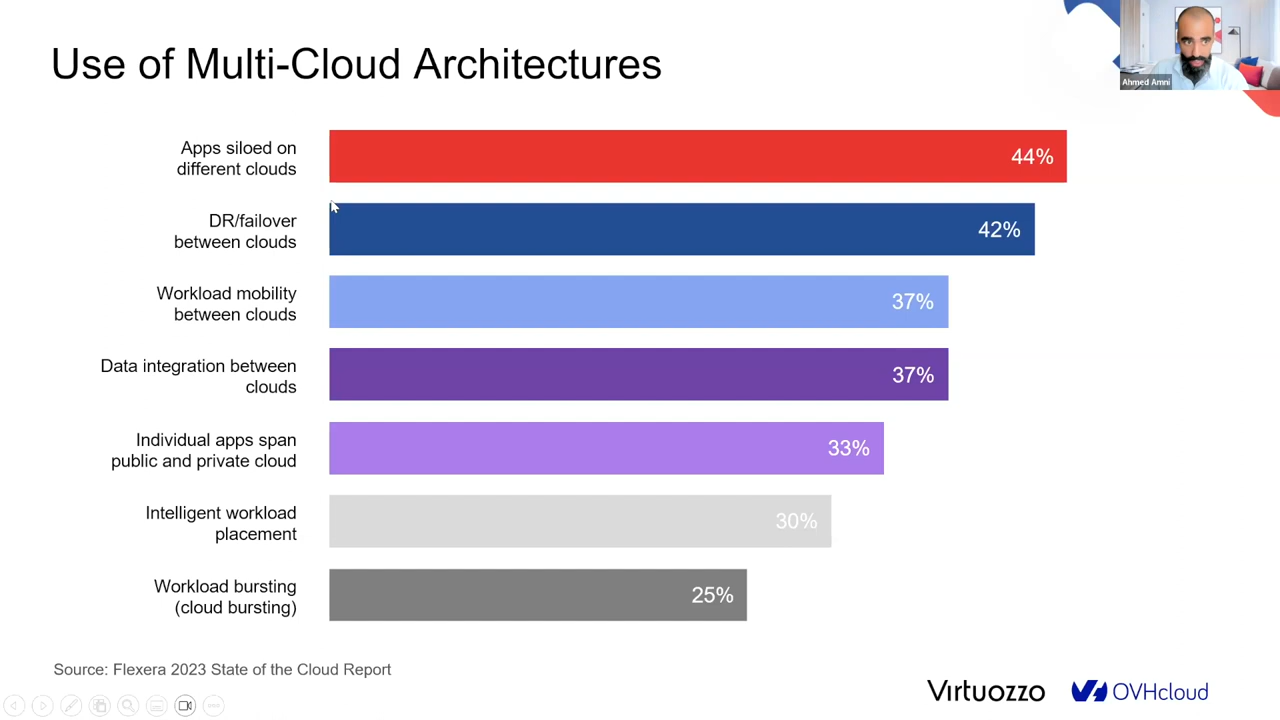 Use of Multi-Cloud Architectures
Ahmed Amni
Apps siloed on
different clouds
44%
DR/failover
between clouds
42%
Workload mobility
between clouds
37%
Data integration between
clouds
37%
Individual apps span
public and private cloud
33%
Intelligent workload
placement
30%
Workload bursting
(cloud bursting)
25%
Source: Flexera 2023 State of the Cloud Report
Virtuozzo
OVHcloud